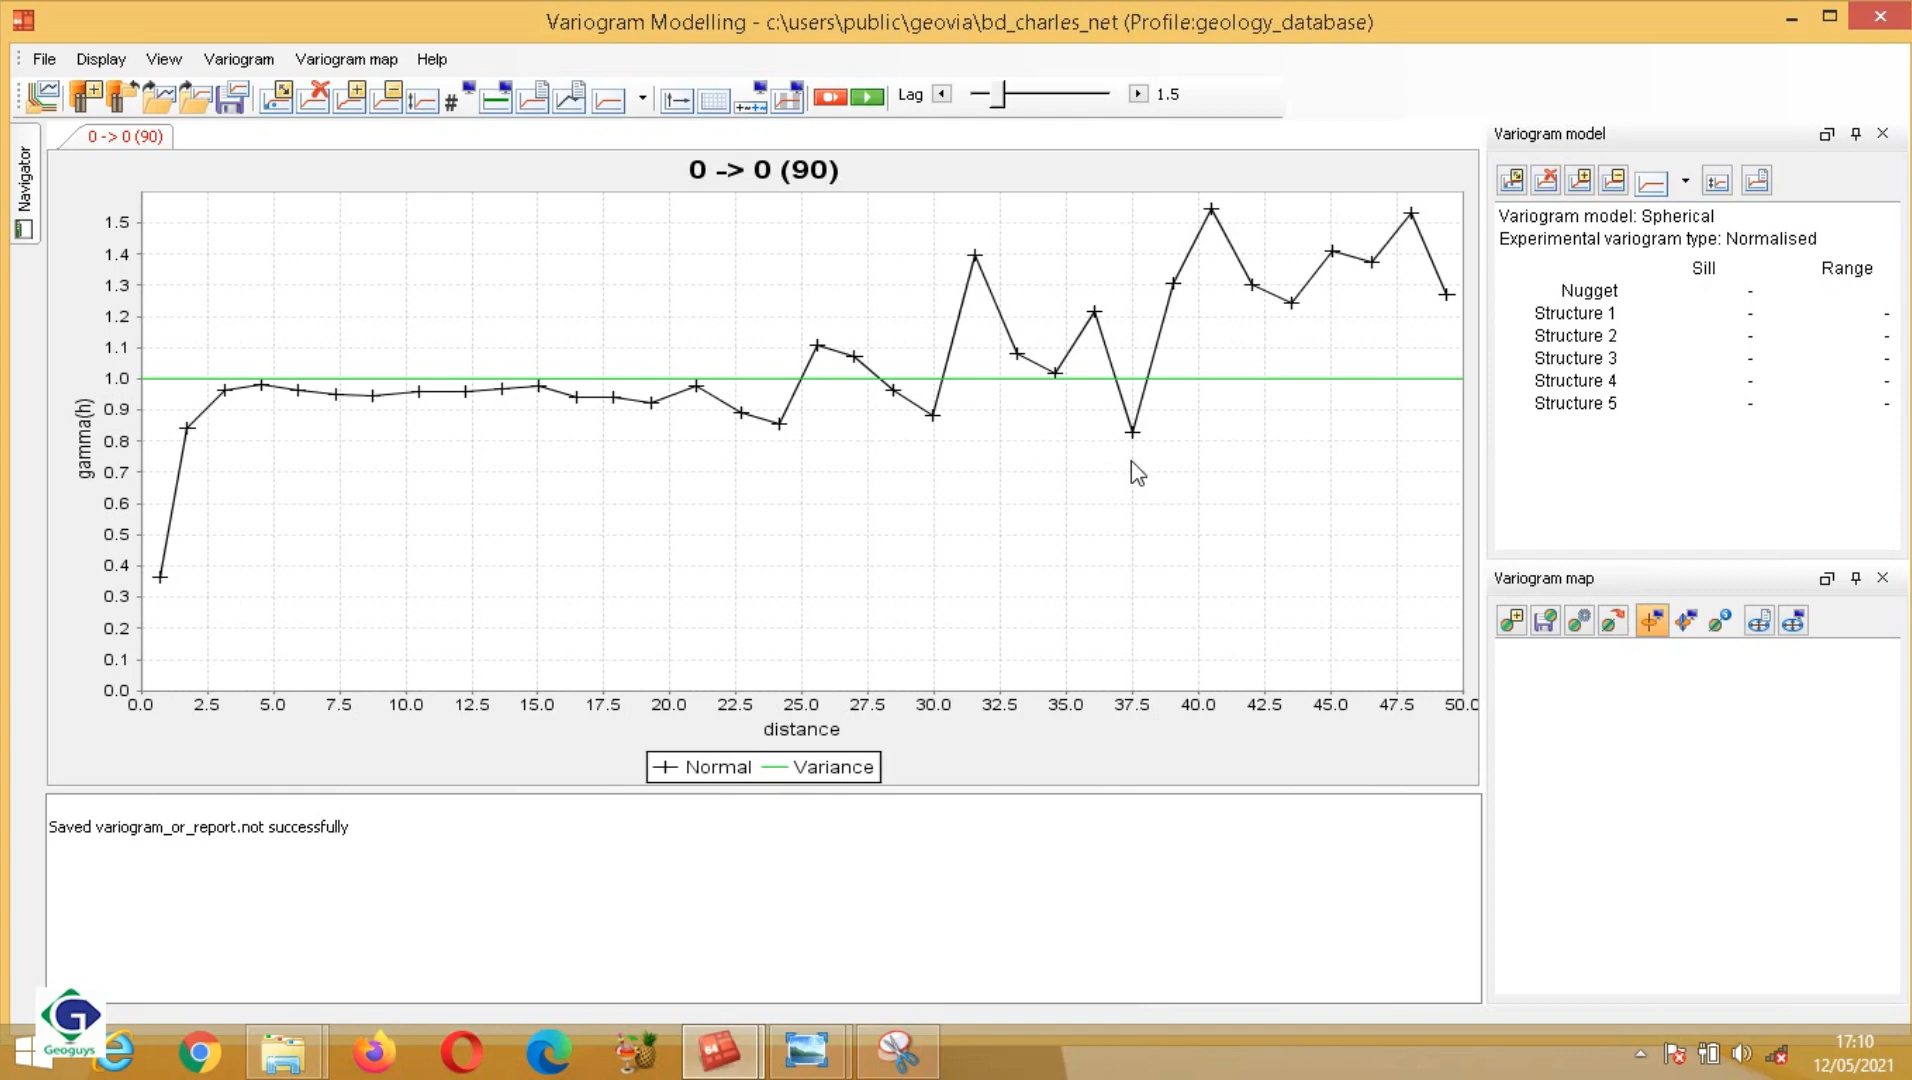 Variogram Modelling - c:\users\public\geovia\bd_charles_net (Profile:geology_database)
File Display View Variogram Variogram map Help
# Lag 1.5
Navigator
0 -> 0 (90)
0 -> 0 (90)
gamma(h)
1.5
1.4
1.3
1.2
1.1
1.0
0.9
0.8
0.7
0.6
0.5
0.4
0.3
0.2
0.1
0.0
0.0 2.5 5.0 7.5 10.0 12.5 15.0 17.5 20.0 22.5 25.0 27.5 30.0 32.5 35.0 37.5 40.0 42.5 45.0 47.5 50.0
distance
Normal Variance
Saved variogram_or_report.not successfully
Variogram model
Variogram model: Spherical
Experimental variogram type: Normalised
Sill Range
Nugget -
Structure 1 - -
Structure 2 - -
Structure 3 - -
Structure 4 - -
Structure 5 - -
Variogram map
G
Geoguys
64
17:10
12/05/2021